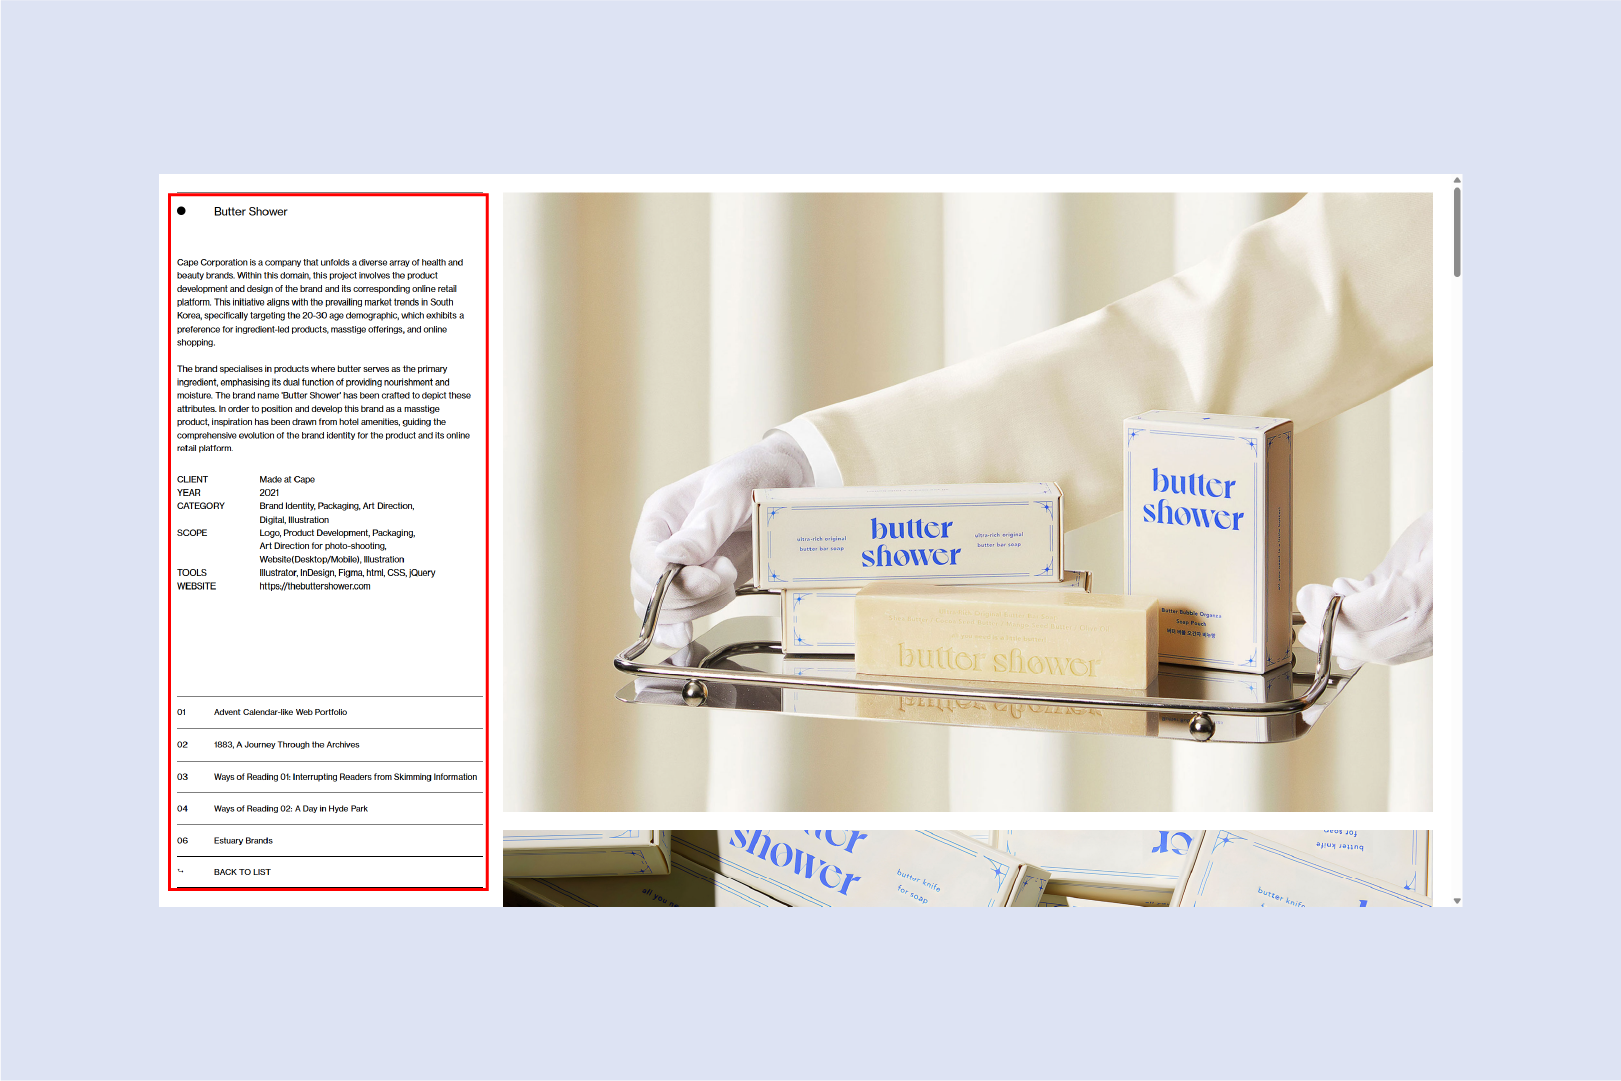 Butter Shower
Cape Corporation is a company that unfolds a diverse array of health and
beauty brands. Within this domain, this project involves the product
development and design of the brand and its corresponding online retail
platform. This initiative aligns with the prevailing market trends in South
Korea, specifically targeting the 20-30 age demographic, which exhibits a
preference for ingredient-led products, masstige offerings, and online
shopping.
The brand specialises in products where butter serves as the primary
ingredient, emphasising its dual function of providing nourishment and
moisture. The brand name 'Butter Shower' has been crafted to depict these
attributes. In order to position and develop this brand as a masstige
product, inspiration has been drawn from hotel amenities, guiding the
comprehensive evolution of the brand identity for the product and its online
retail platform.
CLIENT Made at Cape
YEAR 2021
CATEGORY Brand Identity, Packaging, Art Direction,
Digital, Illustration
SCOPE Logo, Product Development, Packaging,
Art Direction for photo-shooting,
Website(Desktop/Mobile), Illustration
TOOLS Illustrator, InDesign, Figma, html, CSS, jQuery
WEBSITE https://thebuttershower.com
01 Advent Calendar-like Web Portfolio
02 1883, A Journey Through the Archives
03 Ways of Reading 01: Interrupting Readers from Skimming Information
04 Ways of Reading 02: A Day in Hyde Park
06 Estuary Brands
BACK TO LIST
butter
shower
ultra-rich original
butter bar soap
butter
shower
ultra-rich original
butter bar soap
butter shower
Butter Bubble Organza
Soap Pouch
버터 버블 오간자 비누망
shower
butter knife
for soap
all you
butter knife
for soap
butter knife